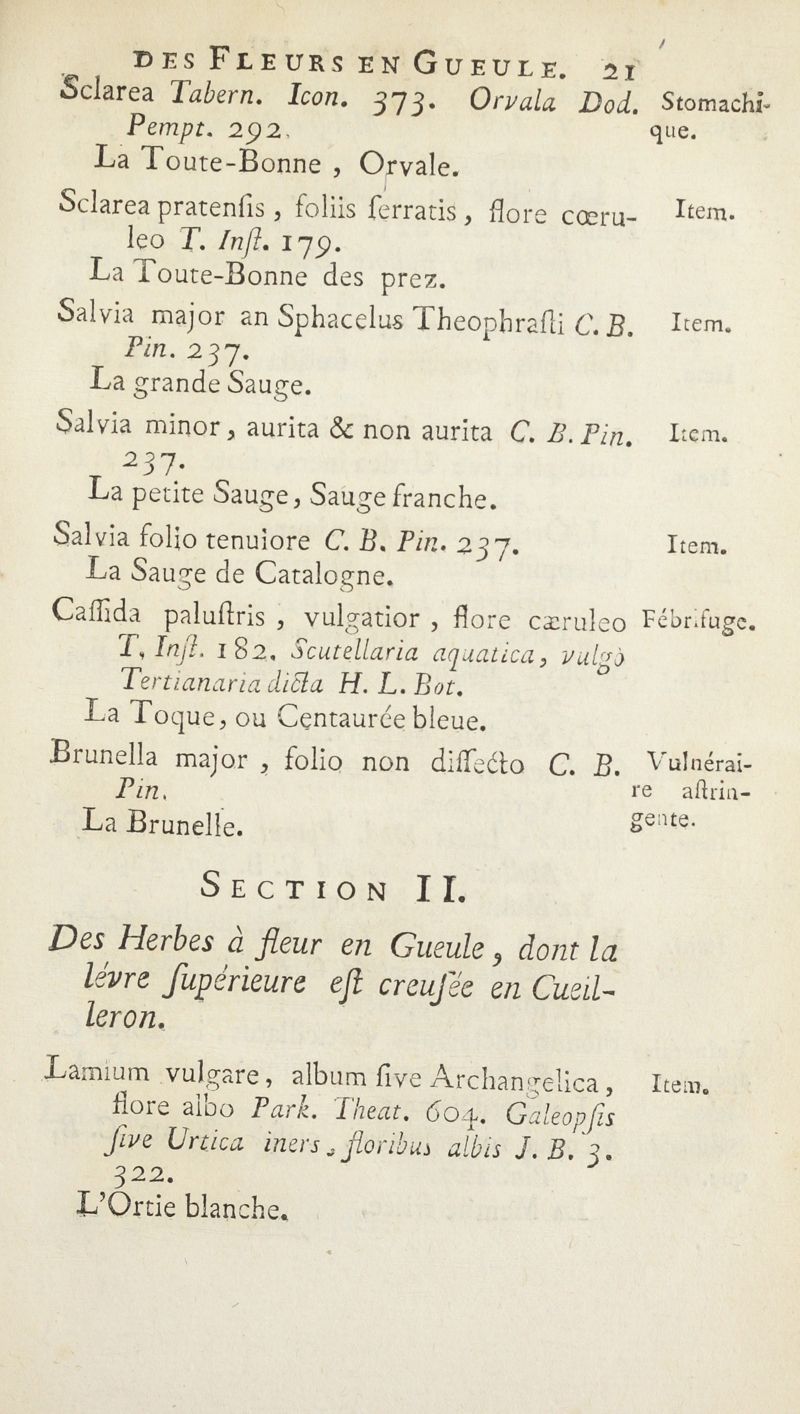 DES FLEURS EN GUEULE. 21
Sclarea Tabern. Icon. 373. Orvala Dod. Stomachi-
Pempt. 292. que.
La Toute-Bonne , Orvale.
Sclarea pratenſis , foliis ſerratis , flore cœru- Item.
leo T. Inſt. 179.
La Toute-Bonne des prez.
Salvia major an Sphacelus Theophraſti C. B. Item.
Pin. 237.
La grande Sauge.
Salvia minor , aurita & non aurita C. B. Pin. Item.
237.
La petite Sauge, Sauge franche.
Salvia folio tenuiore C. B. Pin. 237. Item.
La Sauge de Catalogne.
Caſſida paluſtris , vulgatior , flore cæruleo Fébrifuge.
T, Inſt. 182, Scutellaria aquatica, vulgò
Tertianaria dicta H. L. Bot.
La Toque, ou Centaurée bleue.
Brunella major , folio non diſſecto C. B. Vulnérai-
Pin. re aſtrin-
La Brunelle. gente.
SECTION II.
Des Herbes à fleur en Gueule, dont la
lévre ſupérieure eſt creuſée en Cueil-
leron.
Lamium vulgare, album ſive Archangelica, Item.
flore albo Park. Theat. 604. Galeopſis
ſive Urtica iners, floribus albis J. B. 3.
322.
L'Ortie blanche.